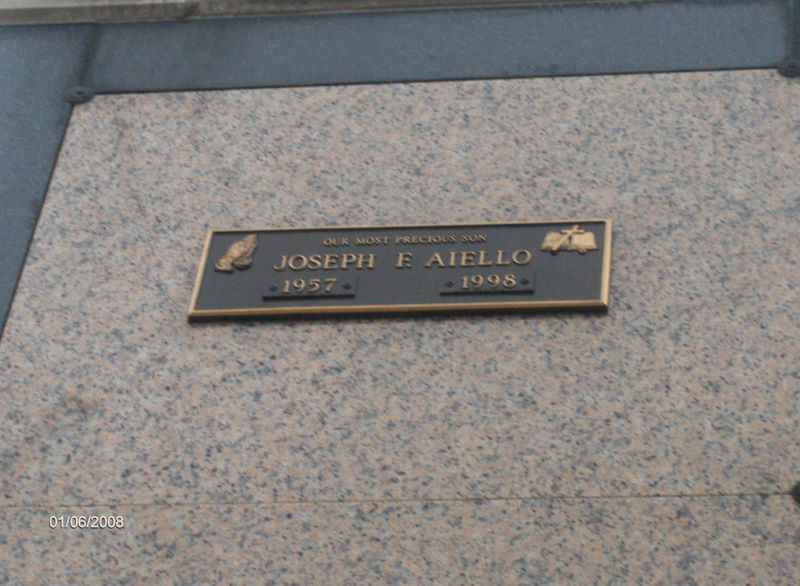 OUR MOST PRECIOUS SON
JOSEPH F. AIELLO
1957 1998
01/06/2008